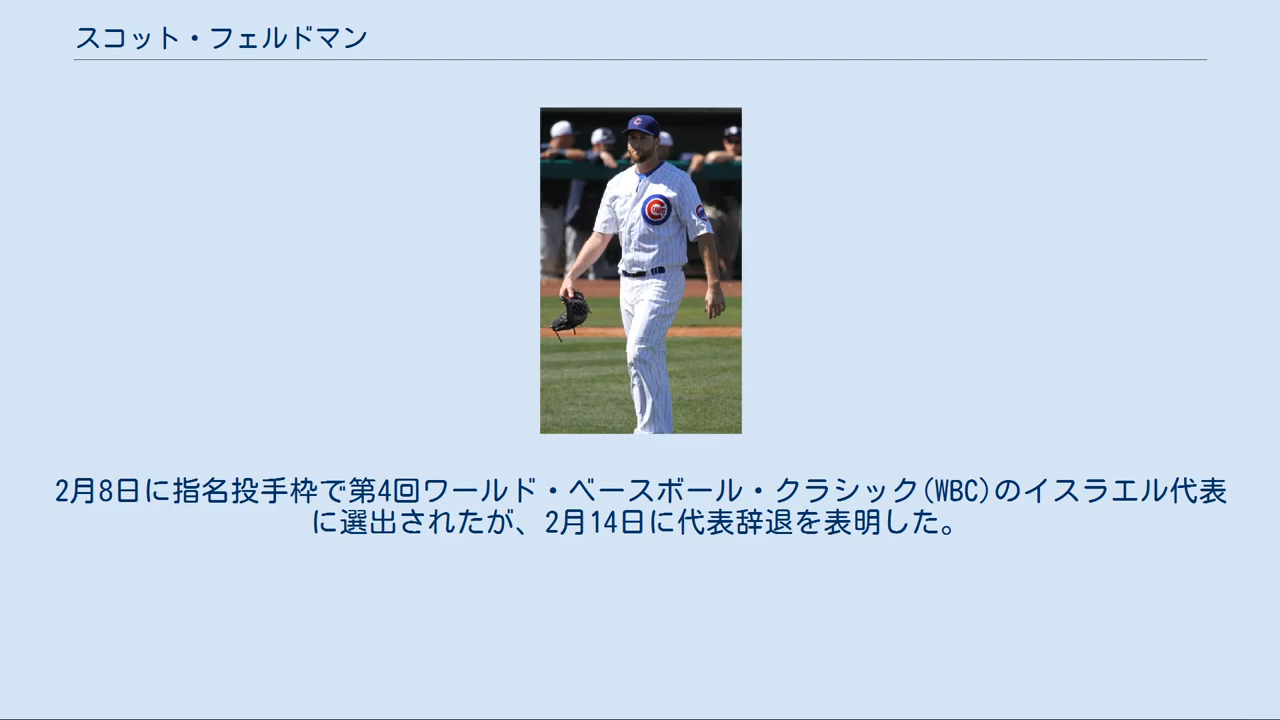 スコット・フェルドマン
2月8日に指名投手枠で第4回ワールド・ベースボール・クラシック(WBC)のイスラエル代表
に選出されたが、2月14日に代表辞退を表明した。